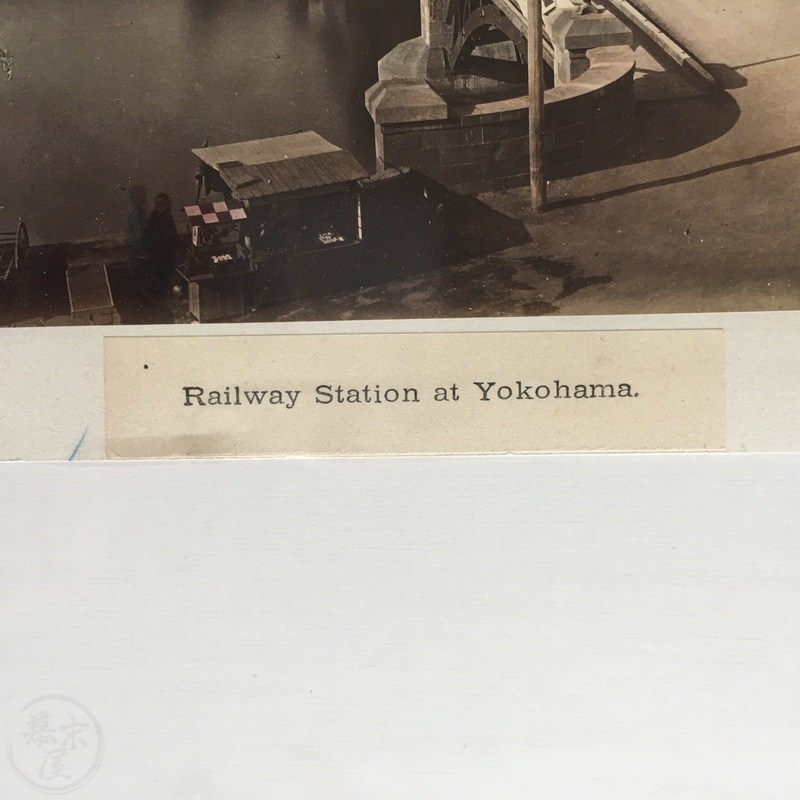 Railway Station at Yokohama.
幕末
屋